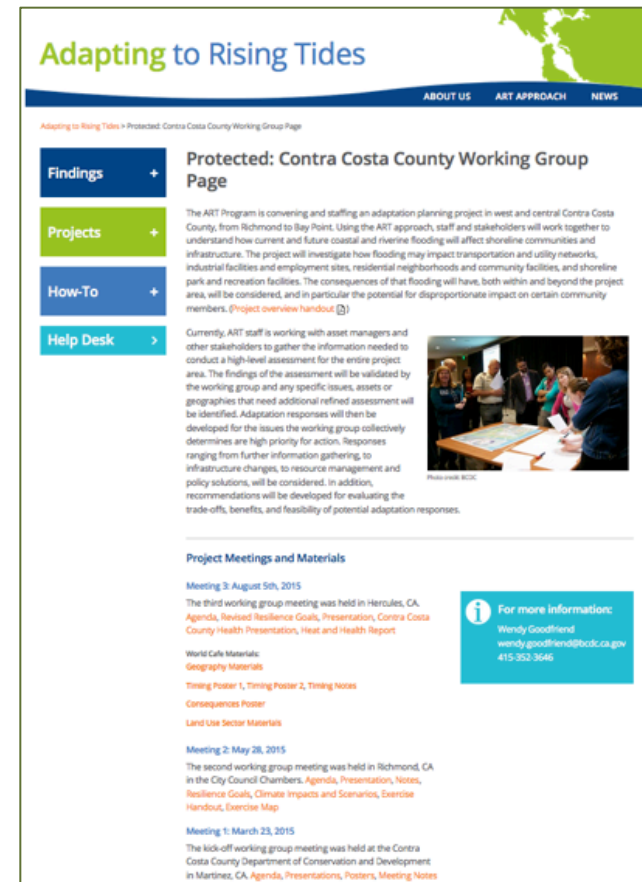 Adapting to Rising Tides
ABOUT US ART APPROACH NEWS
Adapting to Rising Tides > Protected: Contra Costa County Working Group Page
Findings +
Projects +
How-To +
Help Desk >
Protected: Contra Costa County Working Group
Page
The ART Program is convening and staffing an adaptation planning project in west and central Contra Costa
County, from Richmond to Bay Point. Using the ART approach, staff and stakeholders will work together to
understand how current and future coastal and riverine flooding will affect shoreline communities and
infrastructure. The project will investigate how flooding may impact transportation and utility networks,
industrial facilities and employment sites, residential neighborhoods and community facilities, and shoreline
park and recreation facilities. The consequences of that flooding will have, both within and beyond the project
area, will be considered, and in particular the potential for disproportionate impact on certain community
members. (Project overview handout )
Currently, ART staff is working with asset managers and
other stakeholders to gather the information needed to
conduct a high-level assessment for the entire project
area. The findings of the assessment will be validated by
the working group and any specific issues, assets or
geographies that need additional refined assessment will
be identified. Adaptation responses will then be
developed for the issues the working group collectively
determines are high priority for action. Responses
ranging from further information gathering, to
infrastructure changes, to resource management and
policy solutions, will be considered. In addition,
recommendations will be developed for evaluating the
trade-offs, benefits, and feasibility of potential adaptation responses.
Photo credit: BCDC
Project Meetings and Materials
Meeting 3: August 5th, 2015
The third working group meeting was held in Hercules, CA.
Agenda, Revised Resilience Goals, Presentation, Contra Costa
County Health Presentation, Heat and Health Report
World Cafe Materials:
Geography Materials
Timing Poster 1, Timing Poster 2, Timing Notes
Consequences Poster
Land Use Sector Materials
Meeting 2: May 28, 2015
The second working group meeting was held in Richmond, CA
in the City Council Chambers. Agenda, Presentation, Notes,
Resilience Goals, Climate Impacts and Scenarios, Exercise
Handout, Exercise Map
Meeting 1: March 23, 2015
The kick-off working group meeting was held at the Contra
Costa County Department of Conservation and Development
in Martinez, CA. Agenda, Presentations, Posters, Meeting Notes
i For more information:
Wendy Goodfriend
wendy.goodfriend@bcdc.ca.gov
415-352-3646